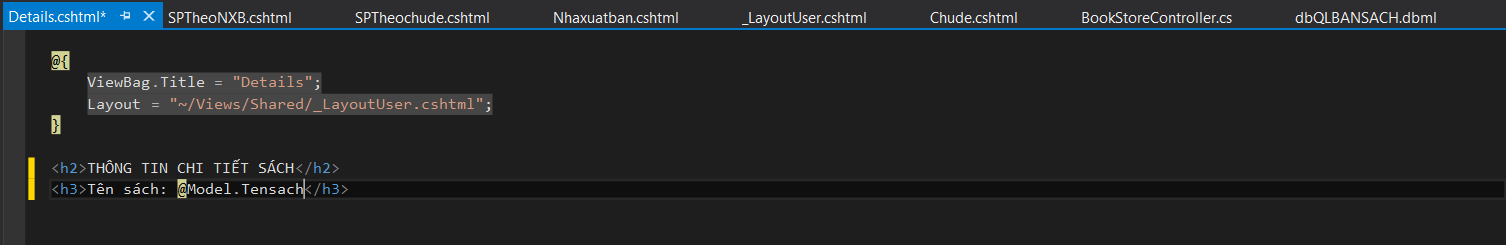 Details.cshtml* SPTheoNXB.cshtml SPTheochude.cshtml Nhaxuatban.cshtml _LayoutUser.cshtml Chude.cshtml BookStoreController.cs dbQLBANSACH.dbml
@{
ViewBag.Title = "Details";
Layout = "~/Views/Shared/_LayoutUser.cshtml";
}
<h2>THÔNG TIN CHI TIẾT SÁCH</h2>
<h3>Tên sách: @Model.Tensach</h3>